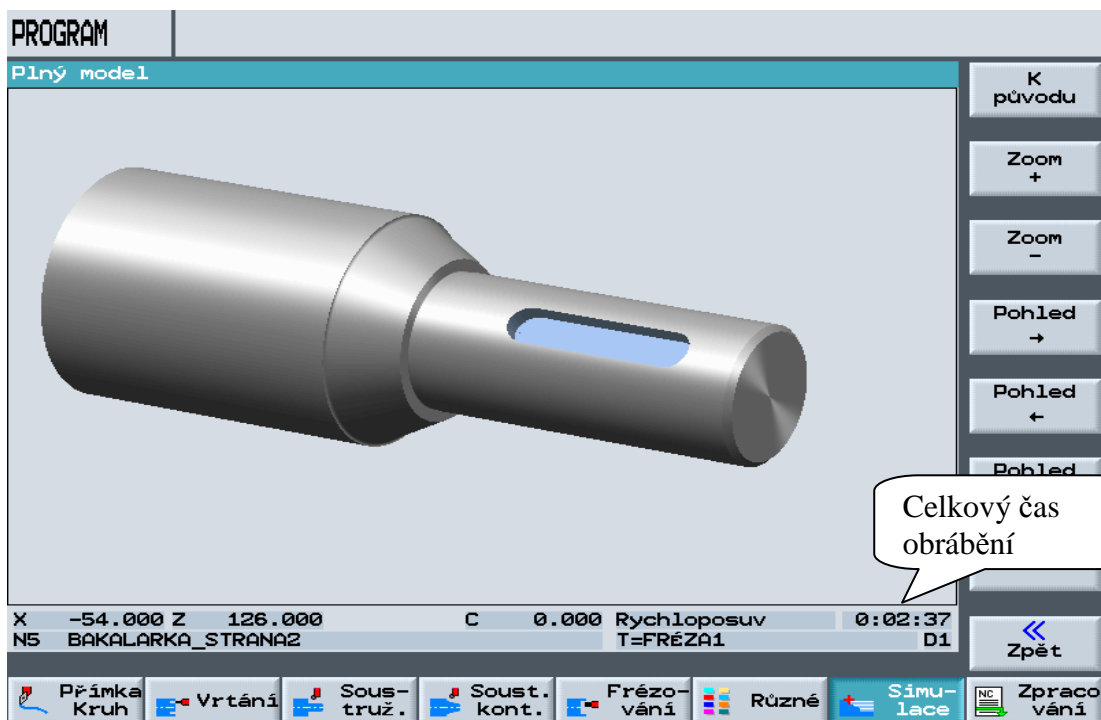 PROGRAM
Plný model
K
původu
Zoom
+
Zoom
−
Pohled
→
Pohled
←
Pohled
Celkový čas
obrábění
X -54.000 Z 126.000 C 0.000 Rychloposuv 0:02:37
N5 BAKALARKA_STRANA2 T=FRÉZA1 D1
Zpět
Přímka
Kruh
Vrtání
Sous-
truž.
Soust.
kont.
Frézo-
vání
Různé
Simu-
lace
NC
Zpraco
vání